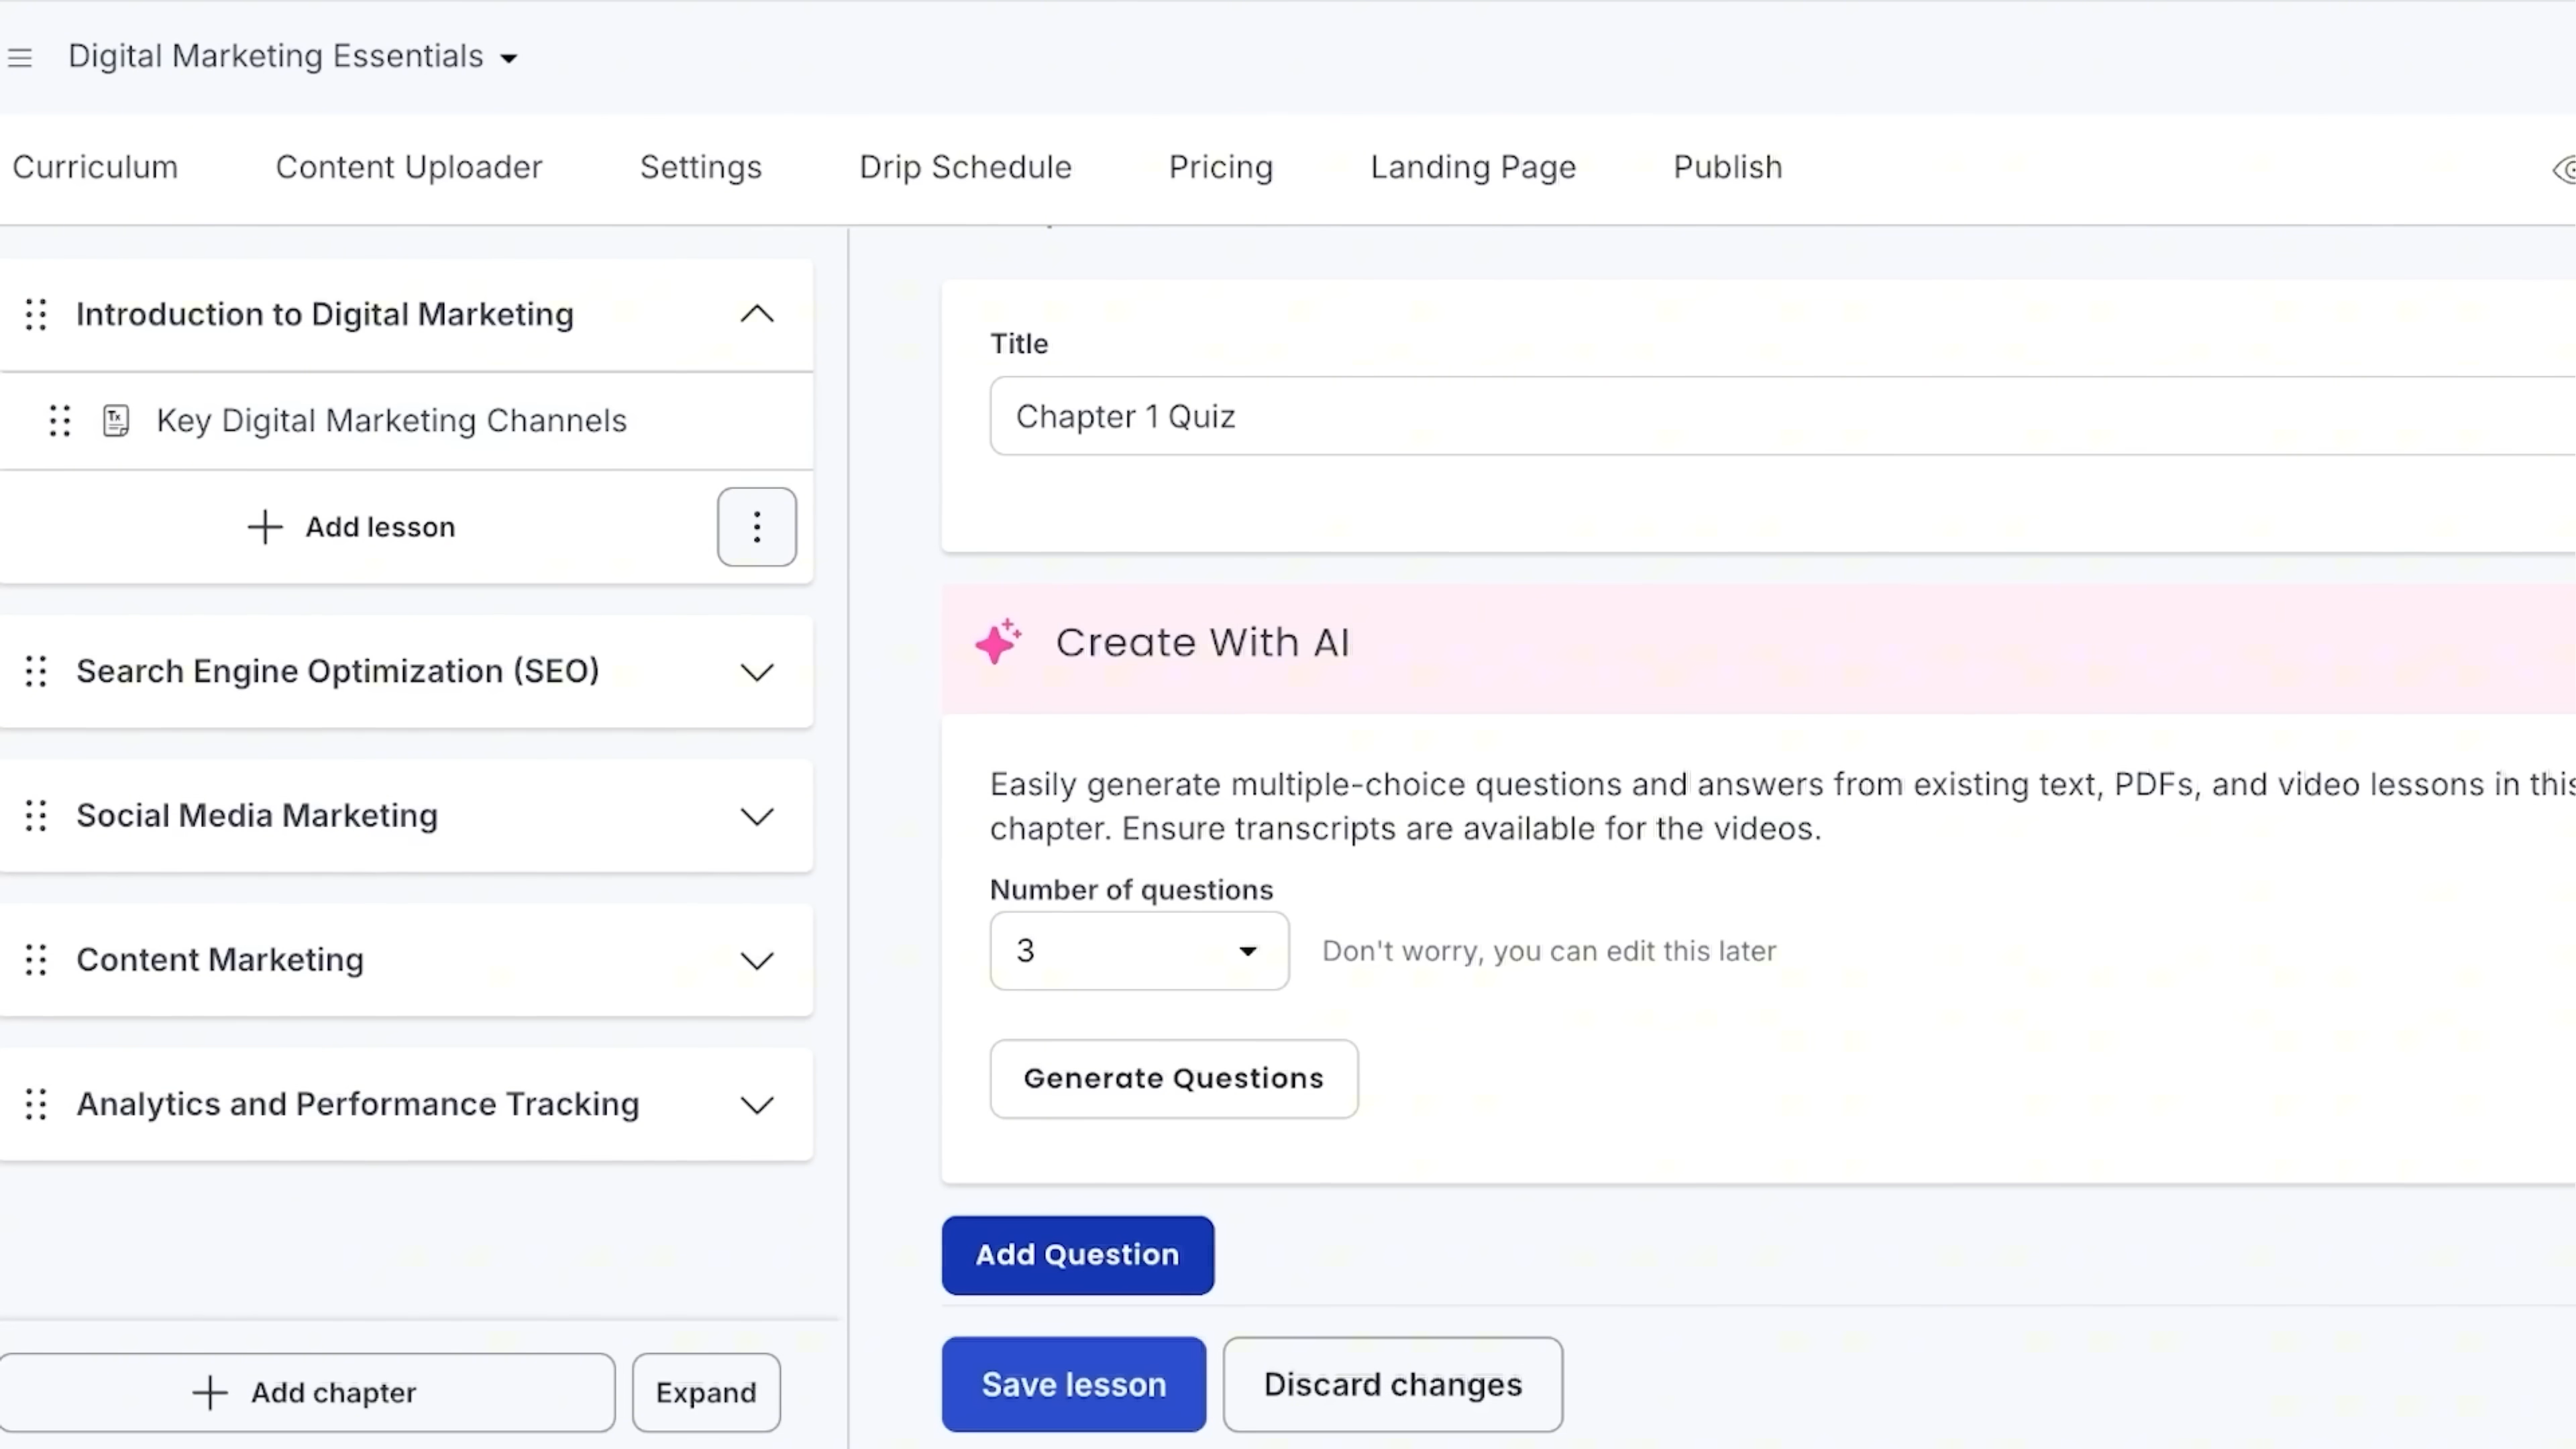 Digital Marketing Essentials
Curriculum
Content Uploader
Settings
Drip Schedule
Pricing
Landing Page
Publish
Introduction to Digital Marketing
Key Digital Marketing Channels
Add lesson
Search Engine Optimization (SEO)
Social Media Marketing
Content Marketing
Analytics and Performance Tracking
Add chapter
Expand
Title
Chapter 1 Quiz
Create With AI
Easily generate multiple-choice questions and answers from existing text, PDFs, and video lessons in this
chapter. Ensure transcripts are available for the videos.
Number of questions
3
Don't worry, you can edit this later
Generate Questions
Add Question
Save lesson
Discard changes